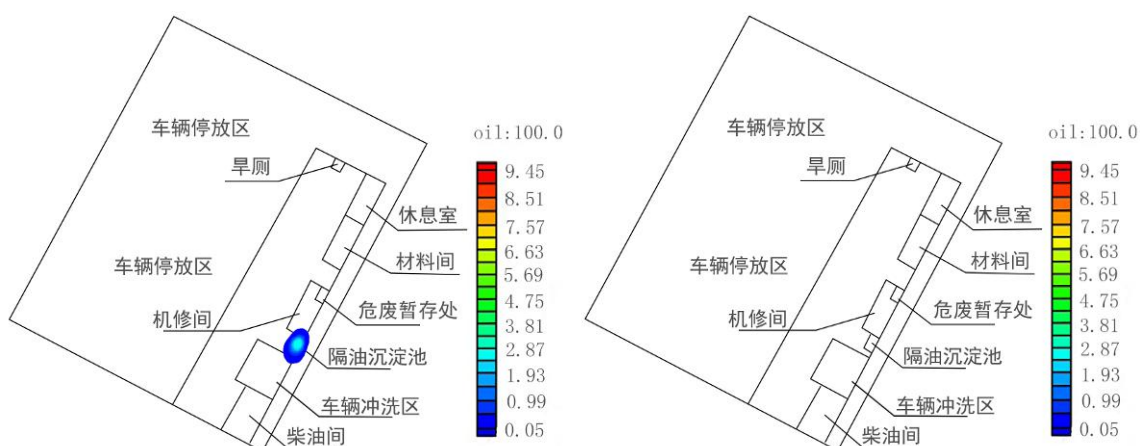 oil:100.0
车辆停放区
旱厕
9.45
8.51
7.57
6.63
5.69
4.75
3.81
2.87
1.93
0.99
0.05
休息室
材料间
车辆停放区
危废暂存处
机修间
隔油沉淀池
车辆冲洗区
柴油间
oil:100.0
车辆停放区
旱厕
9.45
8.51
7.57
6.63
5.69
4.75
3.81
2.87
1.93
0.99
0.05
休息室
材料间
车辆停放区
危废暂存处
机修间
隔油沉淀池
车辆冲洗区
柴油间